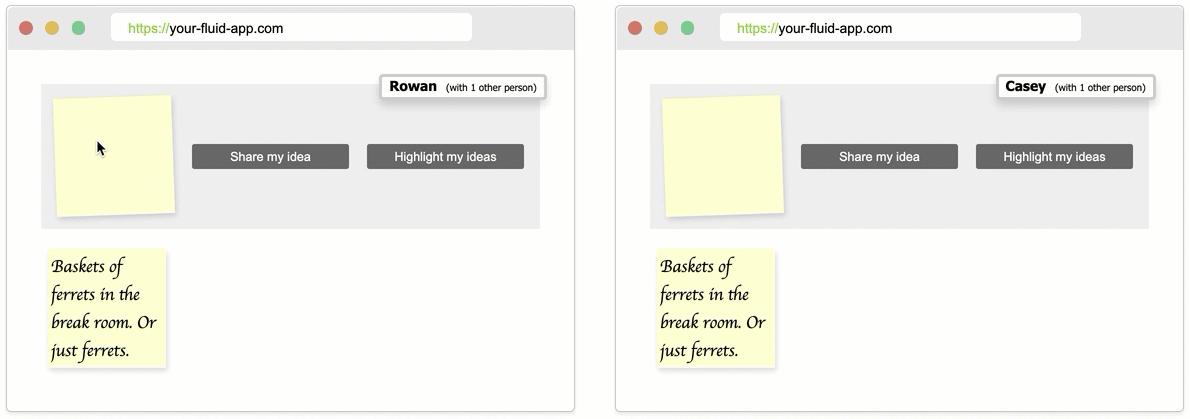 https://your-fluid-app.com
Rowan (with 1 other person)
Share my idea
Highlight my ideas
Baskets of
ferrets in the
break room. Or
just ferrets.
https://your-fluid-app.com
Casey (with 1 other person)
Share my idea
Highlight my ideas
Baskets of
ferrets in the
break room. Or
just ferrets.